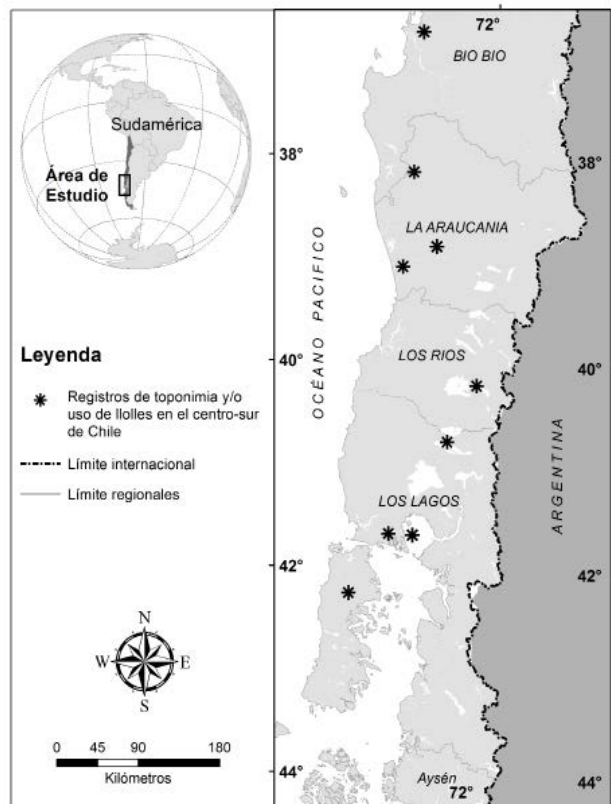 Sudamérica
Área de
Estudio
Leyenda
Registros de toponimia y/o
uso de llolles en el centro-sur
de Chile
Límite internacional
Límite regionales
N
W
E
S
0 45 90 180
Kilómetros
72°
BIO BIO
38°
38°
LA ARAUCANIA
OCÉANO PACIFICO
LOS RIOS
40°
40°
ARGENTINA
LOS LAGOS
42°
42°
44°
Aysén
72°
44°